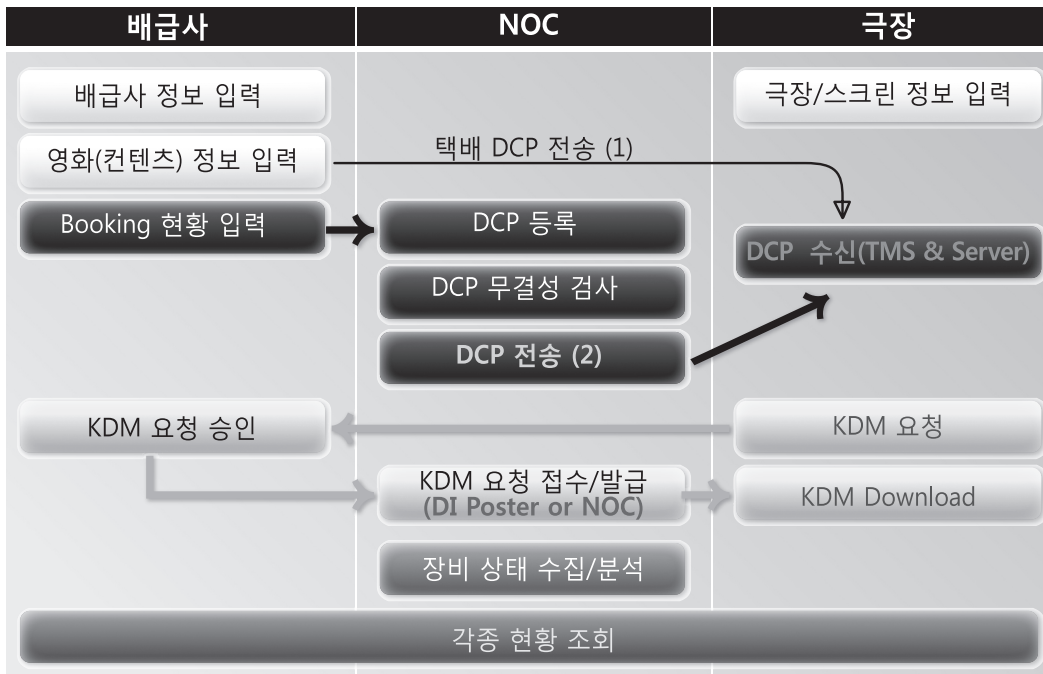 배급사
NOC
극장
배급사 정보 입력
극장/스크린 정보 입력
영화(컨텐츠) 정보 입력
택배 DCP 전송 (1)
Booking 현황 입력
DCP 등록
DCP 수신(TMS & Server)
DCP 무결성 검사
DCP 전송 (2)
KDM 요청 승인
KDM 요청
KDM 요청 접수/발급
(DI Poster or NOC)
KDM Download
장비 상태 수집/분석
각종 현황 조회